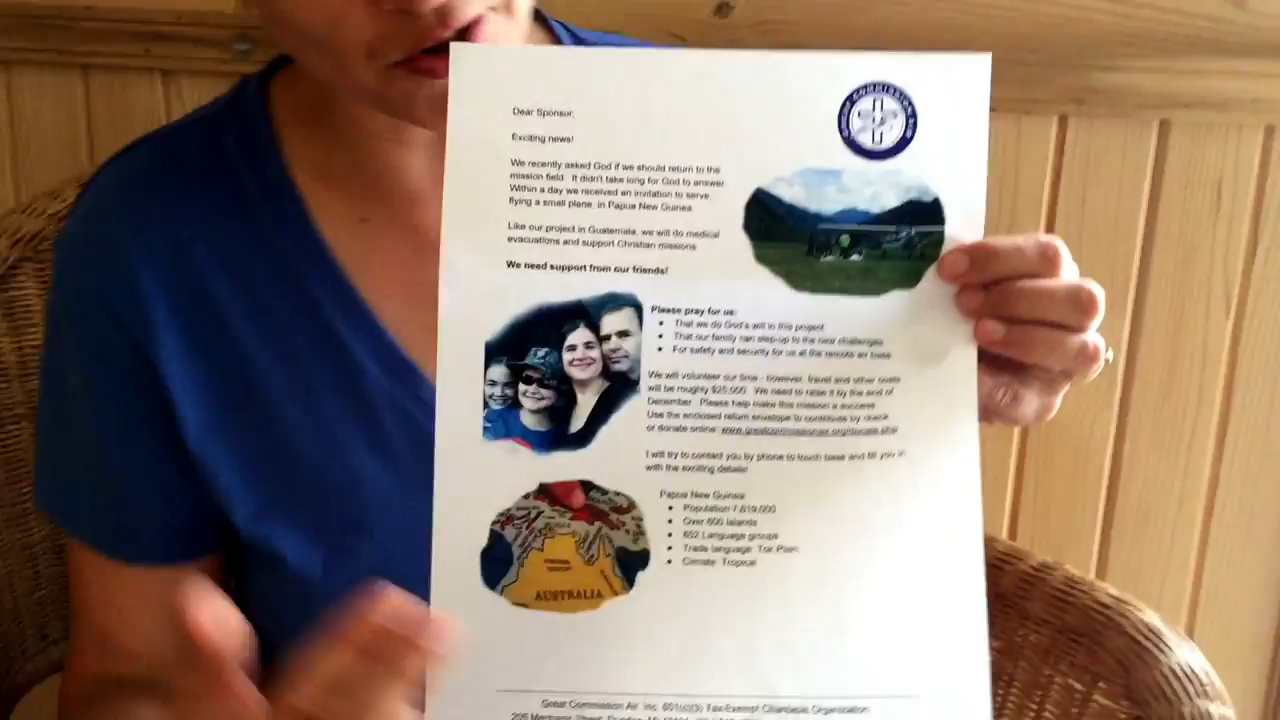 GREAT COMMISSION AIR
Dear Sponsor,
Exciting news!
We recently asked God if we should return to the
mission field. It didn't take long for God to answer.
Within a day we received an invitation to serve,
flying a small plane, in Papua New Guinea.
Like our project in Guatemala, we will do medical
evacuations and support Christian missions.
We need support from our friends!
Please pray for us:
• That we do God's will in this project
• That our family can step-up to the new challenges
• For safety and security for us at the remote air base
We will volunteer our time - however, travel and other costs
will be roughly $25,000. We need to raise it by the end of
December. Please help make this mission a success.
Use the enclosed return envelope to contribute by check
or donate online: www.greatcommissionair.org/donate.php
I will try to contact you by phone to touch base and fill you in
with the exciting details!
AUSTRALIA
Papua New Guinea
• Population 7,619,000
• Over 600 Islands
• 852 Language groups
• Trade language: Tok Pisin
• Climate: Tropical
Great Commission Air, Inc. 501(c)(3) Tax-Exempt Charitable Organization